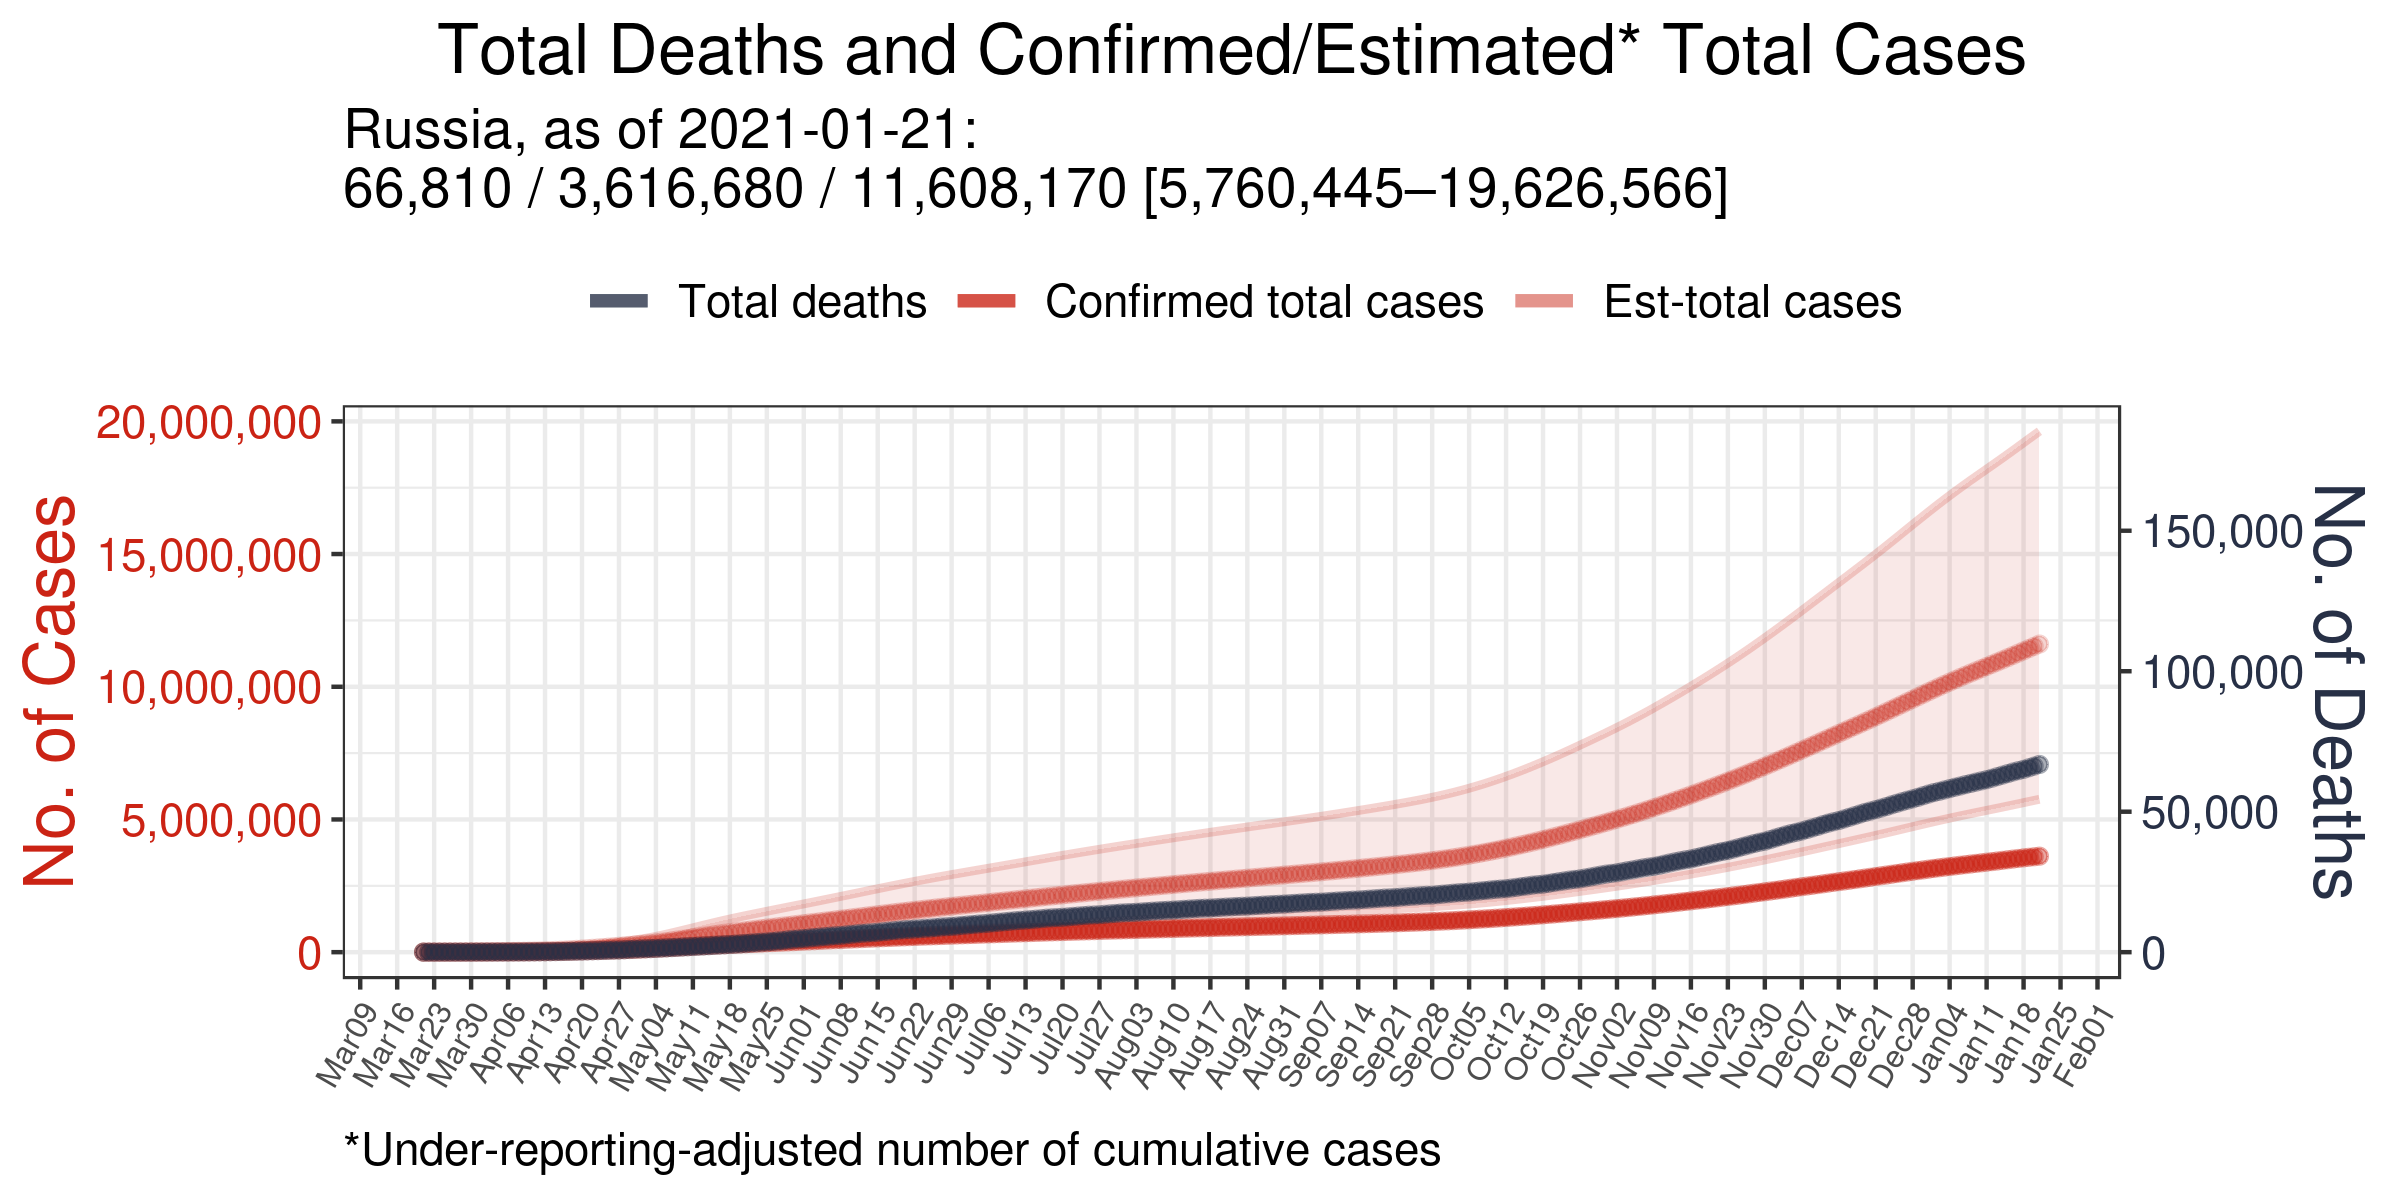 Total Deaths and Confirmed/Estimated* Total Cases
Russia, as of 2021-01-21:
66,810 / 3,616,680 / 11,608,170 [5,760,445–19,626,566]
Total deaths
Confirmed total cases
Est-total cases
No. of Cases
20,000,000
15,000,000
10,000,000
5,000,000
0
150,000
100,000
50,000
0
No. of Deaths
Mar09
Mar16
Mar23
Mar30
Apr06
Apr13
Apr20
Apr27
May04
May11
May18
May25
Jun01
Jun08
Jun15
Jun22
Jun29
Jul06
Jul13
Jul20
Jul27
Aug03
Aug10
Aug17
Aug24
Aug31
Sep07
Sep14
Sep21
Sep28
Oct05
Oct12
Oct19
Oct26
Nov02
Nov09
Nov16
Nov23
Nov30
Dec07
Dec14
Dec21
Dec28
Jan04
Jan11
Jan18
Jan25
Feb01
*Under-reporting-adjusted number of cumulative cases